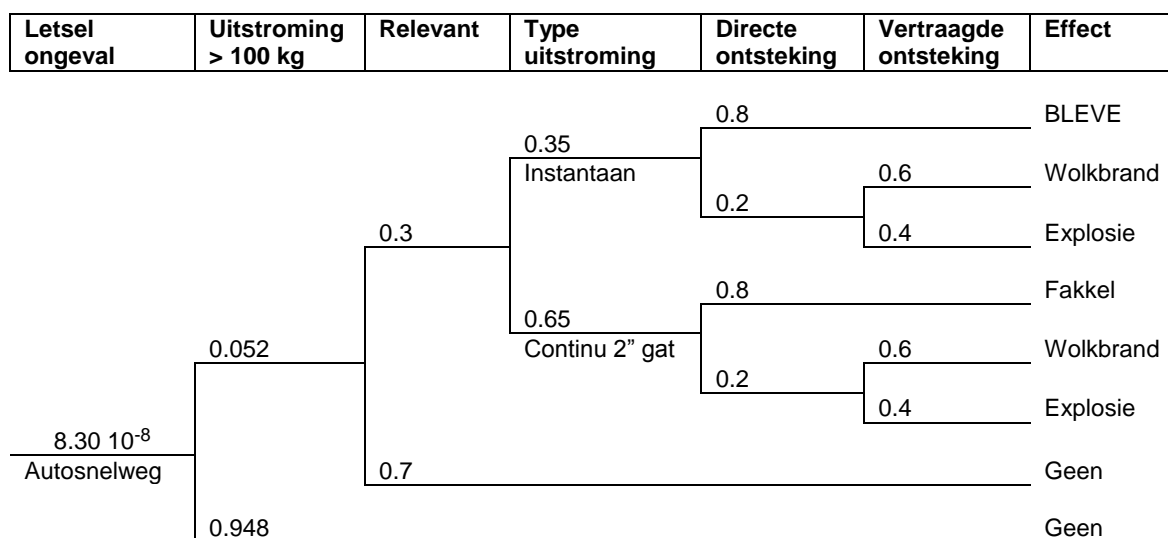 Letsel ongeval
Uitstroming > 100 kg
Relevant
Type uitstroming
Directe ontsteking
Vertraagde ontsteking
Effect
0.8
BLEVE
0.35
Instantaan
0.6
Wolkbrand
0.2
0.4
Explosie
0.3
0.8
Fakkel
0.65
Continu 2” gat
0.052
0.6
Wolkbrand
0.2
0.4
Explosie
8.30 10-8
Autosnelweg
0.7
Geen
0.948
Geen